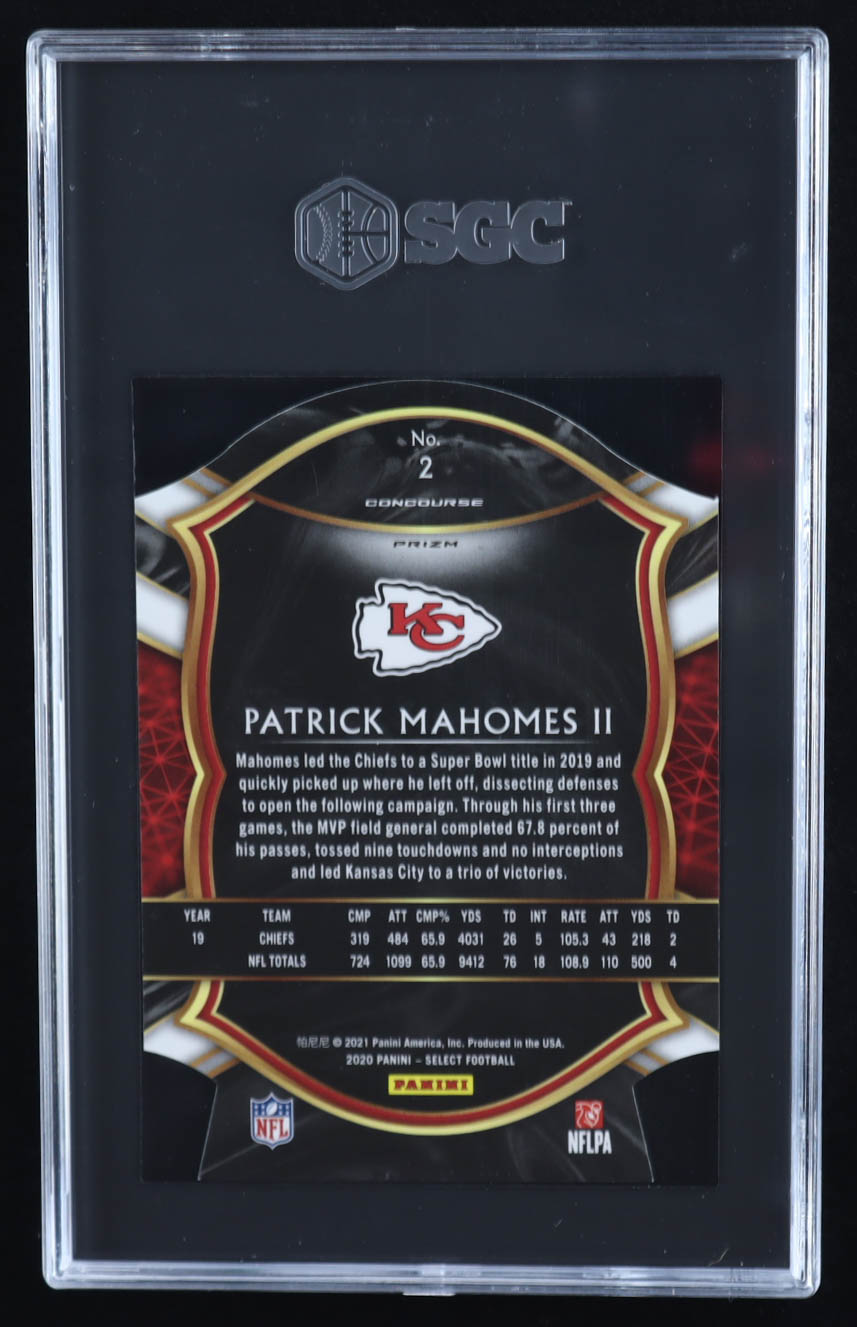 SGC
No.
2
CONCOURSE
PRIZM
KC
PATRICK MAHOMES II
Mahomes led the Chiefs to a Super Bowl title in 2019 and
quickly picked up where he left off, dissecting defenses
to open the following campaign. Through his first three
games, the MVP field general completed 67.8 percent of
his passes, tossed nine touchdowns and no interceptions
and led Kansas City to a trio of victories.
YEAR TEAM CMP ATT CMP% YDS TD INT RATE ATT YDS TD
19 CHIEFS 319 484 65.9 4031 26 5 105.3 43 218 2
NFL TOTALS 724 1099 65.9 9412 76 18 108.9 110 500 4
帕尼尼 © 2021 Panini America, Inc. Produced in the USA.
2020 PANINI – SELECT FOOTBALL
PANINI
NFL
NFLPA